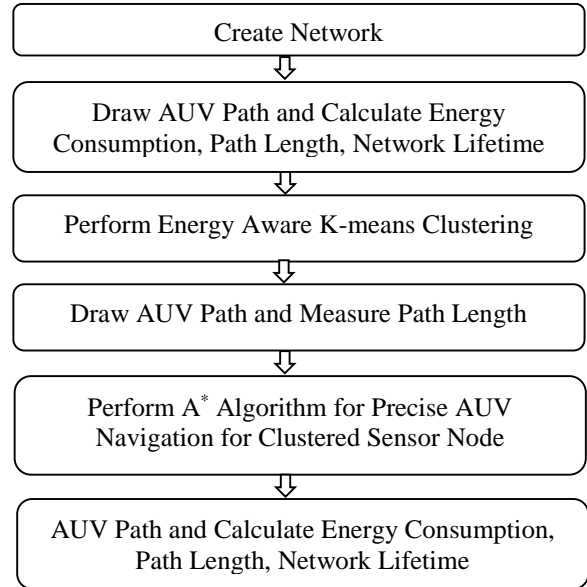 Create Network
Draw AUV Path and Calculate Energy
Consumption, Path Length, Network Lifetime
Perform Energy Aware K-means Clustering
Draw AUV Path and Measure Path Length
Perform A* Algorithm for Precise AUV
Navigation for Clustered Sensor Node
AUV Path and Calculate Energy Consumption,
Path Length, Network Lifetime